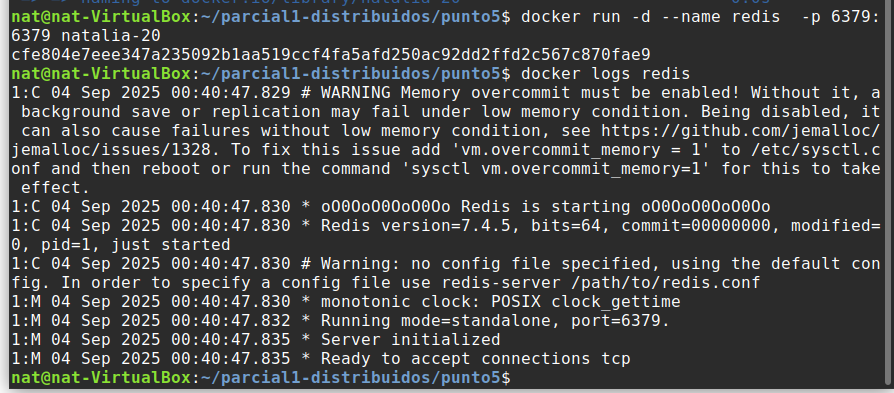 nat@nat-VirtualBox:~/parcial1-distribuidos/punto5$ docker run -d --name redis  -p 6379:
6379 natalia-20
cfe804e7eee347a235092b1aa519ccf4fa5afd250ac92dd2ffd2c567c870fae9
nat@nat-VirtualBox:~/parcial1-distribuidos/punto5$ docker logs redis
1:C 04 Sep 2025 00:40:47.829 # WARNING Memory overcommit must be enabled! Without it, a
 background save or replication may fail under low memory condition. Being disabled, it
 can also cause failures without low memory condition, see https://github.com/jemalloc/
jemalloc/issues/1328. To fix this issue add 'vm.overcommit_memory = 1' to /etc/sysctl.c
onf and then reboot or run the command 'sysctl vm.overcommit_memory=1' for this to take
 effect.
1:C 04 Sep 2025 00:40:47.830 * oO0OoO0OoO0Oo Redis is starting oO0OoO0OoO0Oo
1:C 04 Sep 2025 00:40:47.830 * Redis version=7.4.5, bits=64, commit=00000000, modified=
0, pid=1, just started
1:C 04 Sep 2025 00:40:47.830 # Warning: no config file specified, using the default con
fig. In order to specify a config file use redis-server /path/to/redis.conf
1:M 04 Sep 2025 00:40:47.830 * monotonic clock: POSIX clock_gettime
1:M 04 Sep 2025 00:40:47.832 * Running mode=standalone, port=6379.
1:M 04 Sep 2025 00:40:47.835 * Server initialized
1:M 04 Sep 2025 00:40:47.835 * Ready to accept connections tcp
nat@nat-VirtualBox:~/parcial1-distribuidos/punto5$